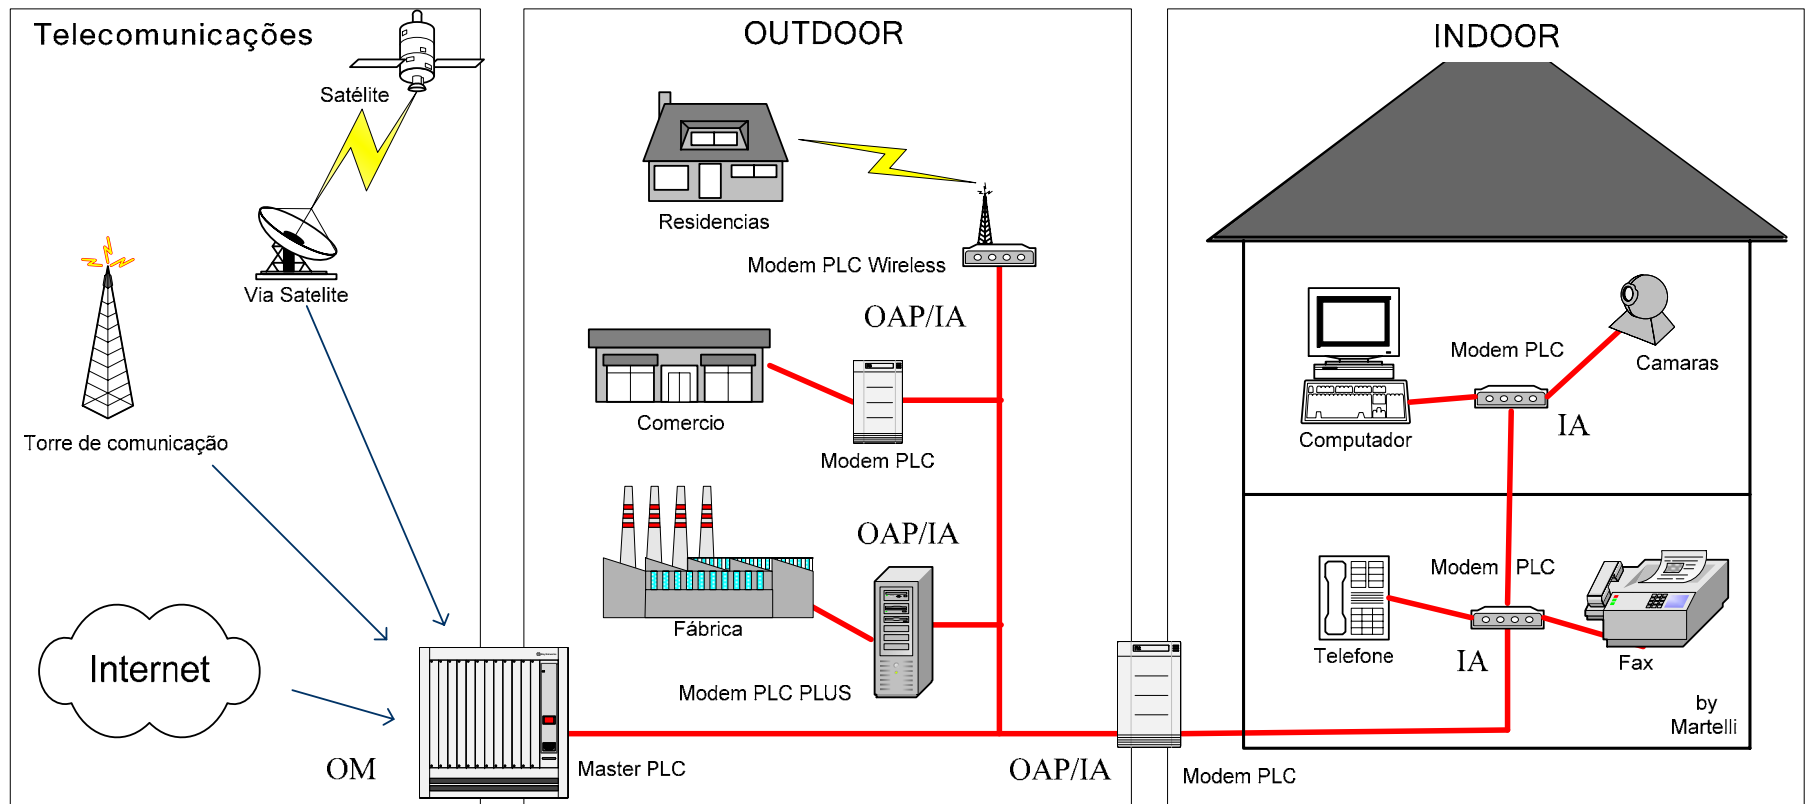 Telecomunicações
Satélite
Via Satelite
Torre de comunicação
Internet
OM
Master PLC
OUTDOOR
Residencias
Modem PLC Wireless
OAP/IA
Comercio
Modem PLC
OAP/IA
Fábrica
Modem PLC PLUS
OAP/IA
Modem PLC
INDOOR
Modem PLC
Camaras
Computador
IA
Modem PLC
Telefone
IA
Fax
by
Martelli